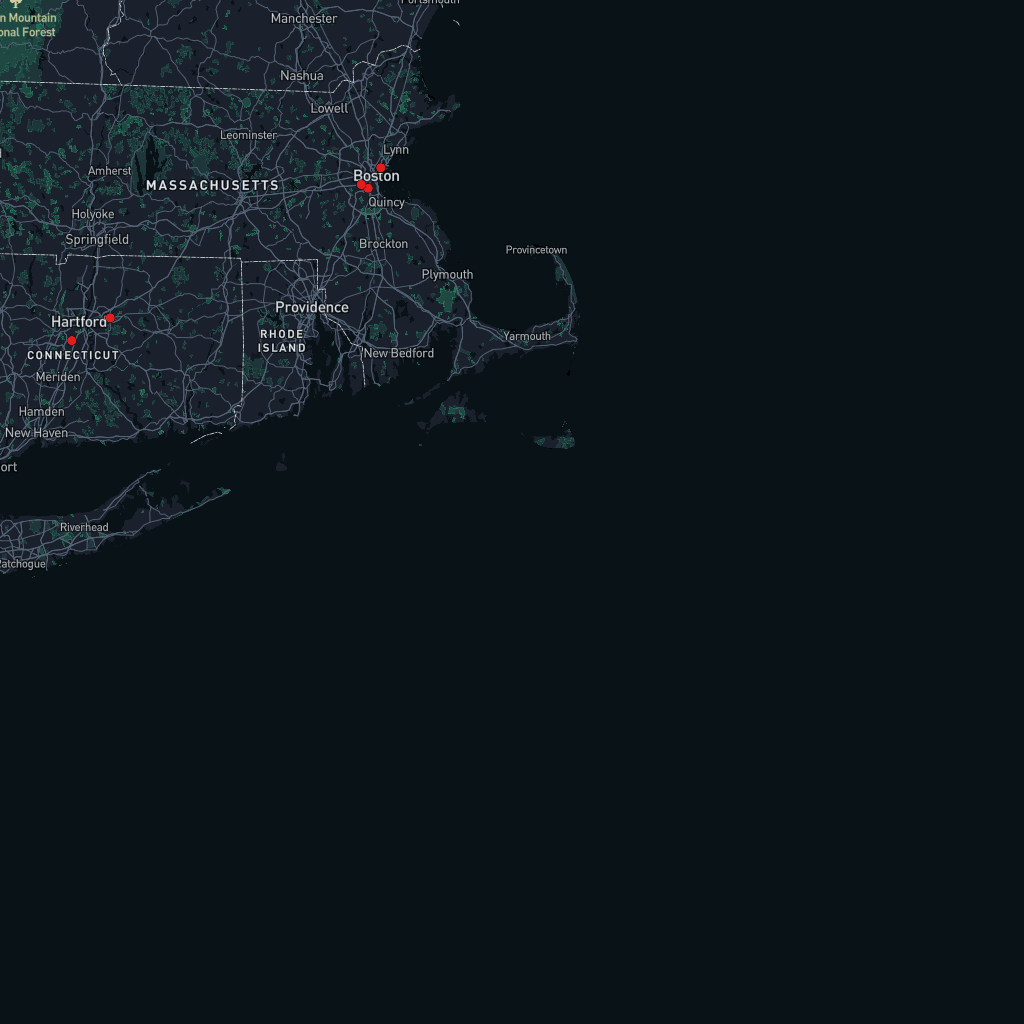 Portsmouth
Manchester
n Mountain
onal Forest
Nashua
Lowell
Leominster
Lynn
Amherst
Boston
MASSACHUSETTS
Quincy
Holyoke
Springfield
Brockton
Provincetown
Plymouth
Providence
Hartford
RHODE
ISLAND
Yarmouth
CONNECTICUT
New Bedford
Meriden
Hamden
New Haven
ort
Riverhead
Patchogue